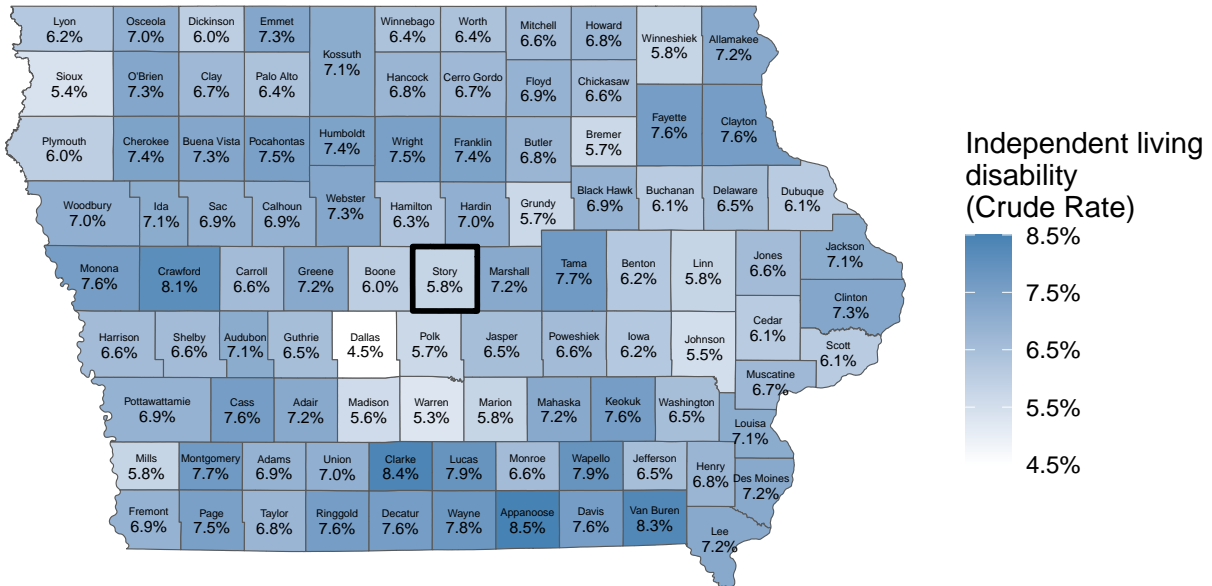 Lyon
6.2%
Osceola
7.0%
Dickinson
6.0%
Emmet
7.3%
Kossuth
7.1%
Winnebago
6.4%
Worth
6.4%
Mitchell
6.6%
Howard
6.8%
Winneshiek
5.8%
Allamakee
7.2%
Sioux
5.4%
O'Brien
7.3%
Clay
6.7%
Palo Alto
6.4%
Hancock
6.8%
Cerro Gordo
6.7%
Floyd
6.9%
Chickasaw
6.6%
Fayette
7.6%
Clayton
7.6%
Plymouth
6.0%
Cherokee
7.4%
Buena Vista
7.3%
Pocahontas
7.5%
Humboldt
7.4%
Wright
7.5%
Franklin
7.4%
Butler
6.8%
Bremer
5.7%
Woodbury
7.0%
Ida
7.1%
Sac
6.9%
Calhoun
6.9%
Webster
7.3%
Hamilton
6.3%
Hardin
7.0%
Grundy
5.7%
Black Hawk
6.9%
Buchanan
6.1%
Delaware
6.5%
Dubuque
6.1%
Monona
7.6%
Crawford
8.1%
Carroll
6.6%
Greene
7.2%
Boone
6.0%
Story
5.8%
Marshall
7.2%
Tama
7.7%
Benton
6.2%
Linn
5.8%
Jones
6.6%
Jackson
7.1%
Clinton
7.3%
Harrison
6.6%
Shelby
6.6%
Audubon
7.1%
Guthrie
6.5%
Dallas
4.5%
Polk
5.7%
Jasper
6.5%
Poweshiek
6.6%
Iowa
6.2%
Johnson
5.5%
Cedar
6.1%
Scott
6.1%
Muscatine
6.7%
Pottawattamie
6.9%
Cass
7.6%
Adair
7.2%
Madison
5.6%
Warren
5.3%
Marion
5.8%
Mahaska
7.2%
Keokuk
7.6%
Washington
6.5%
Louisa
7.1%
Mills
5.8%
Montgomery
7.7%
Adams
6.9%
Union
7.0%
Clarke
8.4%
Lucas
7.9%
Monroe
6.6%
Wapello
7.9%
Jefferson
6.5%
Henry
6.8%
Des Moines
7.2%
Fremont
6.9%
Page
7.5%
Taylor
6.8%
Ringgold
7.6%
Decatur
7.6%
Wayne
7.8%
Appanoose
8.5%
Davis
7.6%
Van Buren
8.3%
Lee
7.2%
Independent living
disability
(Crude Rate)
8.5%
7.5%
6.5%
5.5%
4.5%